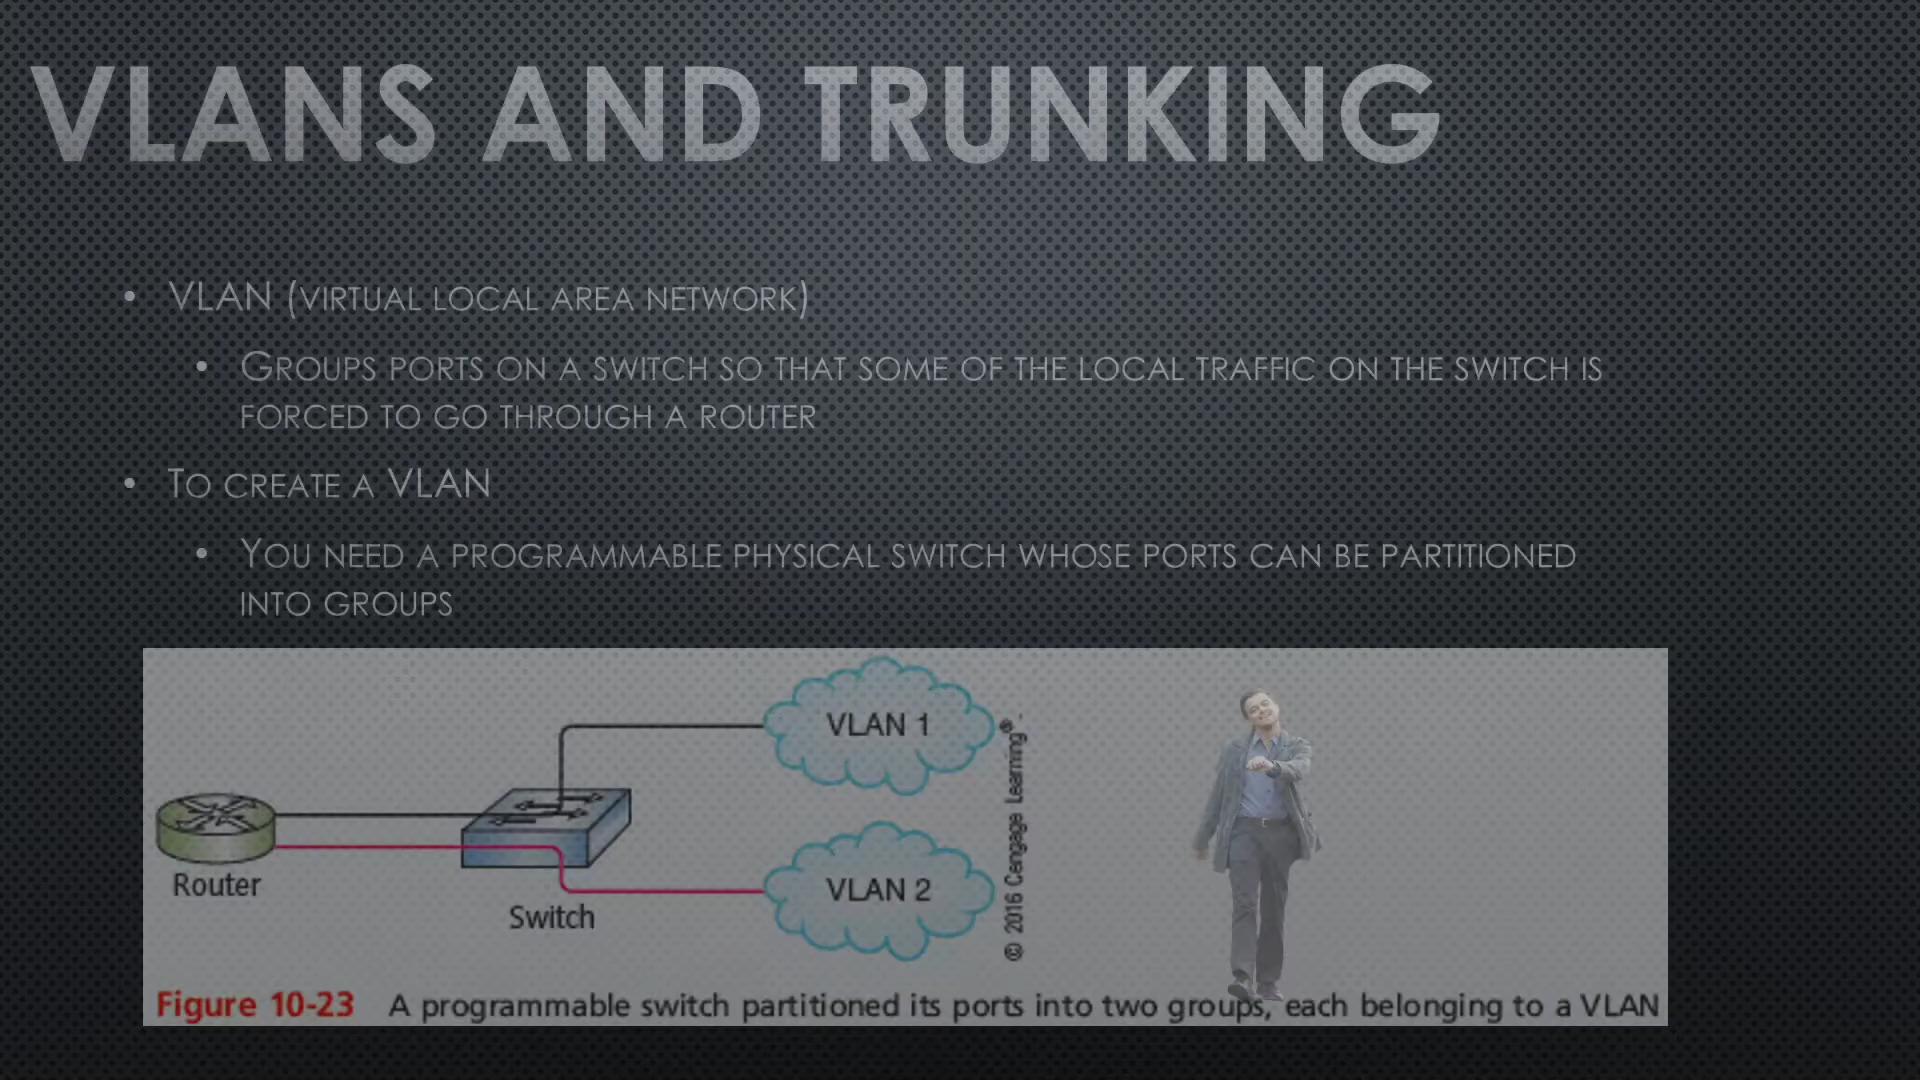 VLANS AND TRUNKING
• VLAN (VIRTUAL LOCAL AREA NETWORK)
• GROUPS PORTS ON A SWITCH SO THAT SOME OF THE LOCAL TRAFFIC ON THE SWITCH IS
FORCED TO GO THROUGH A ROUTER
• TO CREATE A VLAN
• YOU NEED A PROGRAMMABLE PHYSICAL SWITCH WHOSE PORTS CAN BE PARTITIONED
INTO GROUPS
VLAN 1
Router
Switch
VLAN 2
© 2016 Cengage Learning®.
Figure 10-23 A programmable switch partitioned its ports into two groups, each belonging to a VLAN